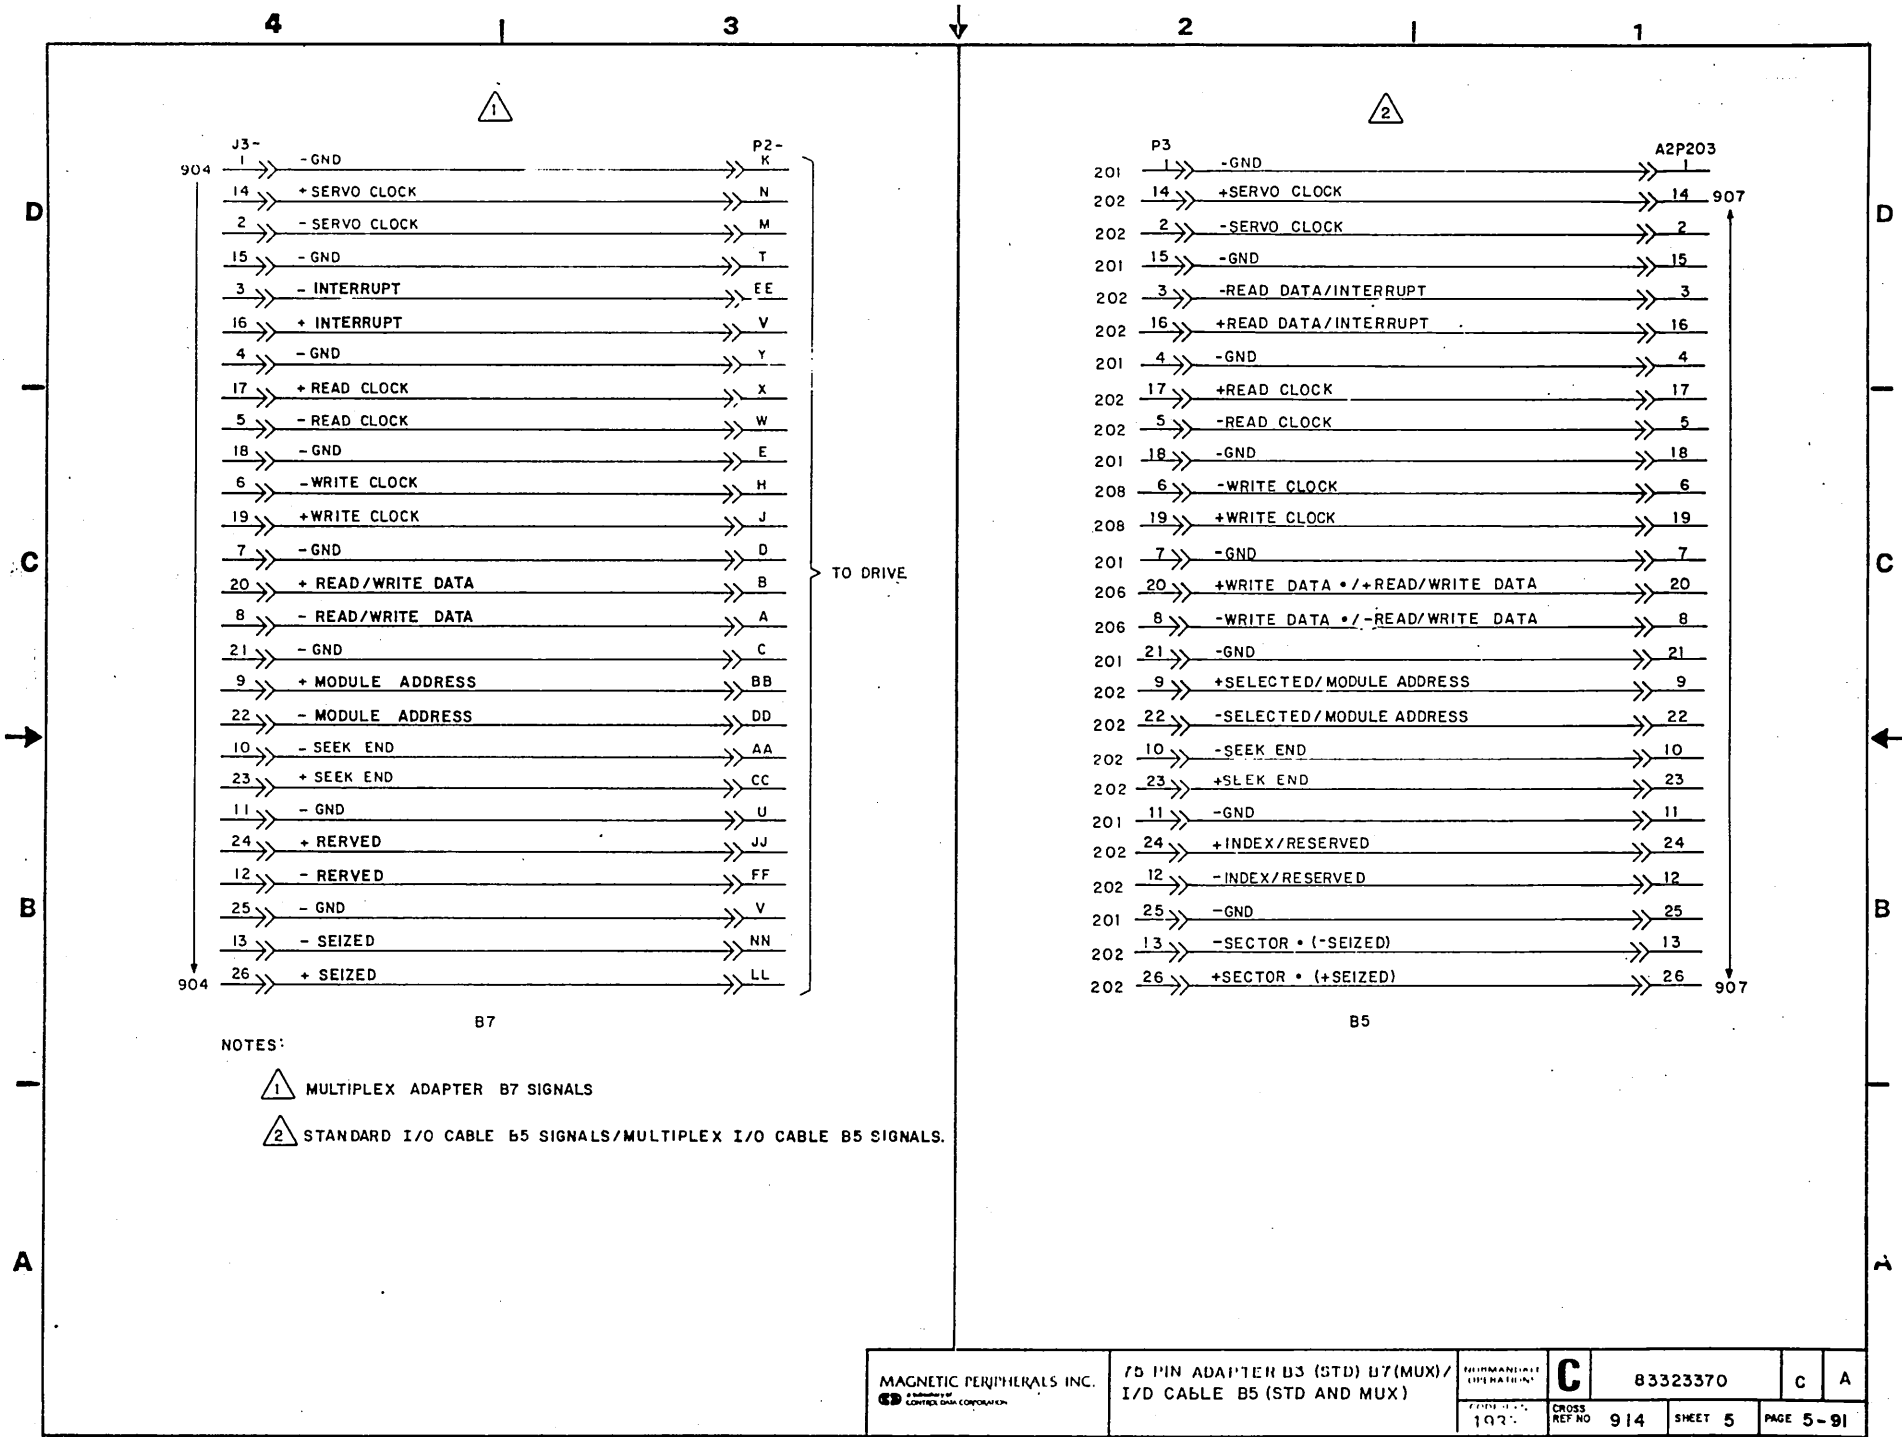 4 3 2 1
1
J3- P2-
904 1 -GND K
14 +SERVO CLOCK N
2 -SERVO CLOCK M
15 -GND T
3 -INTERRUPT EE
16 +INTERRUPT V
4 -GND Y
17 +READ CLOCK X
5 -READ CLOCK W
18 -GND E
6 -WRITE CLOCK H
19 +WRITE CLOCK J
7 -GND D
20 +READ/WRITE DATA B
8 -READ/WRITE DATA A
21 -GND C
9 +MODULE ADDRESS BB
22 -MODULE ADDRESS DD
10 -SEEK END AA
23 +SEEK END CC
11 -GND U
24 +RERVED JJ
12 -RERVED FF
25 -GND V
13 -SEIZED NN
904 26 +SEIZED LL
TO DRIVE
B7
2
P3 A2P203
201 1 -GND 1
202 14 +SERVO CLOCK 14 907
202 2 -SERVO CLOCK 2
201 15 -GND 15
202 3 -READ DATA/INTERRUPT 3
202 16 +READ DATA/INTERRUPT 16
201 4 -GND 4
202 17 +READ CLOCK 17
202 5 -READ CLOCK 5
201 18 -GND 18
208 6 -WRITE CLOCK 6
208 19 +WRITE CLOCK 19
201 7 -GND 7
206 20 +WRITE DATA •/+READ/WRITE DATA 20
206 8 -WRITE DATA •/-READ/WRITE DATA 8
201 21 -GND 21
202 9 +SELECTED/MODULE ADDRESS 9
202 22 -SELECTED/MODULE ADDRESS 22
202 10 -SEEK END 10
202 23 +SEEK END 23
201 11 -GND 11
202 24 +INDEX/RESERVED 24
202 12 -INDEX/RESERVED 12
201 25 -GND 25
202 13 -SECTOR • (-SEIZED) 13
202 26 +SECTOR • (+SEIZED) 26 907
B5
D D
C C
B B
A A
NOTES:
1 MULTIPLEX ADAPTER B7 SIGNALS
2 STANDARD I/O CABLE B5 SIGNALS/MULTIPLEX I/O CABLE B5 SIGNALS.
MAGNETIC PERIPHERALS INC.
a subsidiary of
CONTROL DATA CORPORATION
75 PIN ADAPTER B3 (STD) B7(MUX)/
I/D CABLE B5 (STD AND MUX)
NORMANDALE
OPERATIONS
C 83323370 C A
CROSS
REF NO 914 SHEET 5 PAGE 5-91